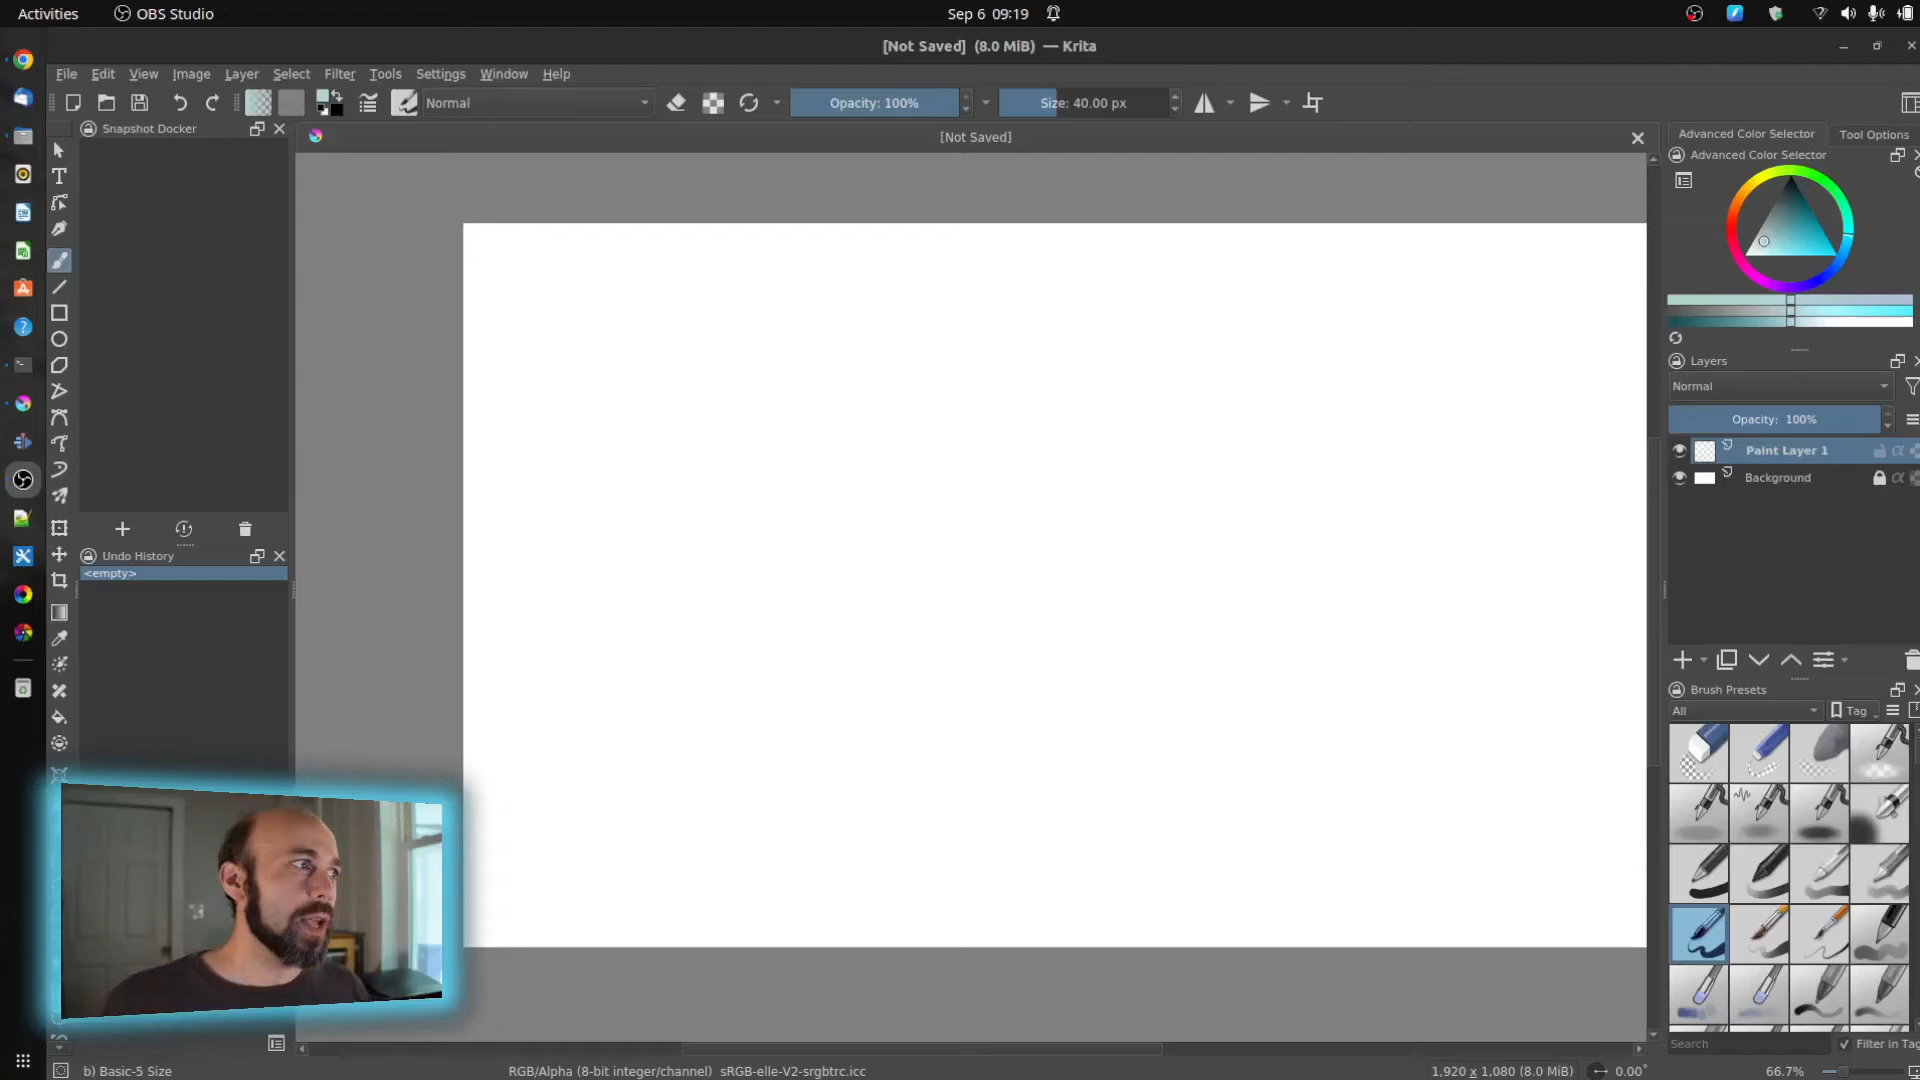 Activities OBS Studio Sep 6 09:19
[Not Saved] (8.0 MiB) — Krita
File Edit View Image Layer Select Filter Tools Settings Window Help
Normal Opacity: 100% Size: 40.00 px
Snapshot Docker
[Not Saved]
Advanced Color Selector Tool Options
Advanced Color Selector
Layers
Normal
Opacity: 100%
Paint Layer 1
Background
Undo History
<empty>
Brush Presets
All Tag
Search Filter in Tag
b) Basic-5 Size RGB/Alpha (8-bit integer/channel) sRGB-elle-V2-srgbtrc.icc 1,920 x 1,080 (8.0 MiB) 0.00° 66.7%